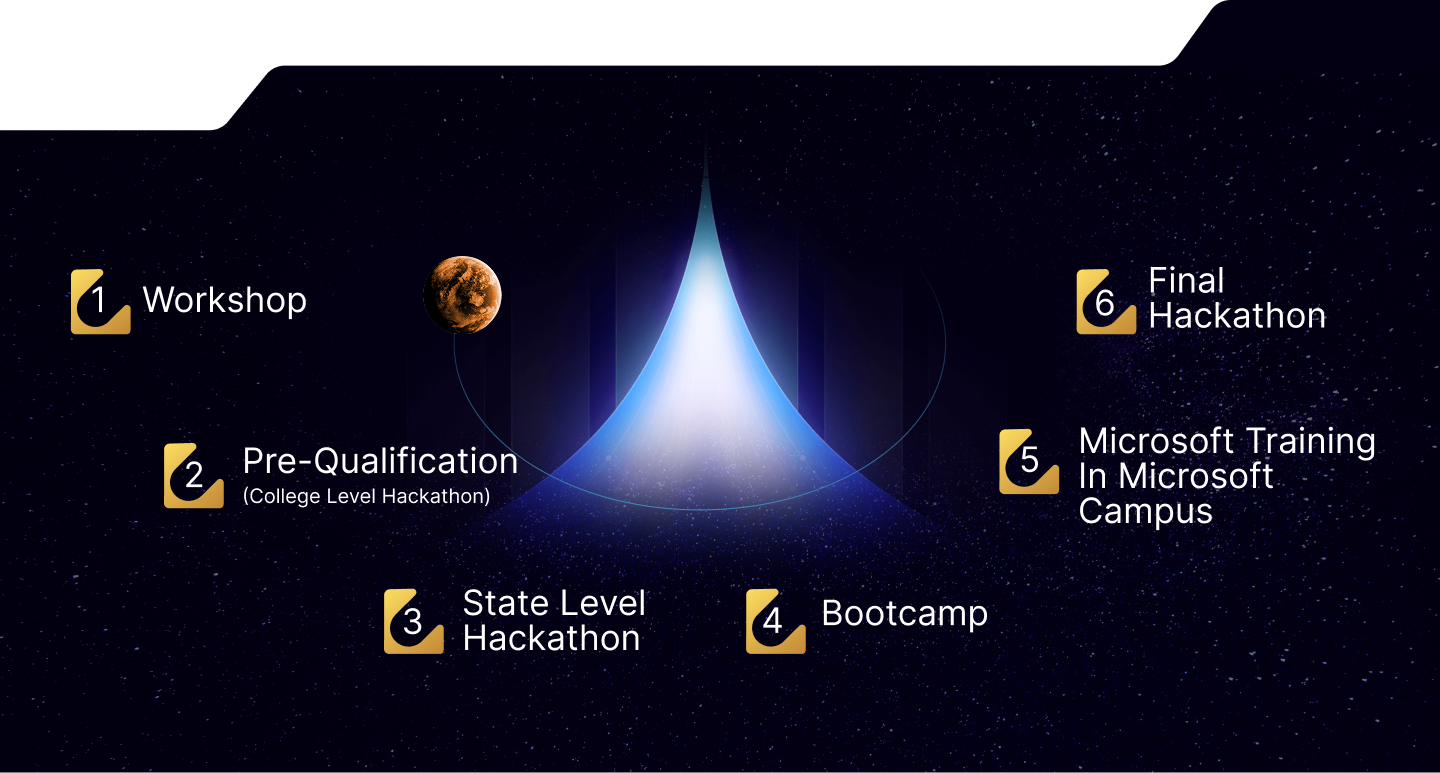 1 Workshop
2 Pre-Qualification
(College Level Hackathon)
3 State Level
Hackathon
4 Bootcamp
5 Microsoft Training
In Microsoft
Campus
6 Final
Hackathon